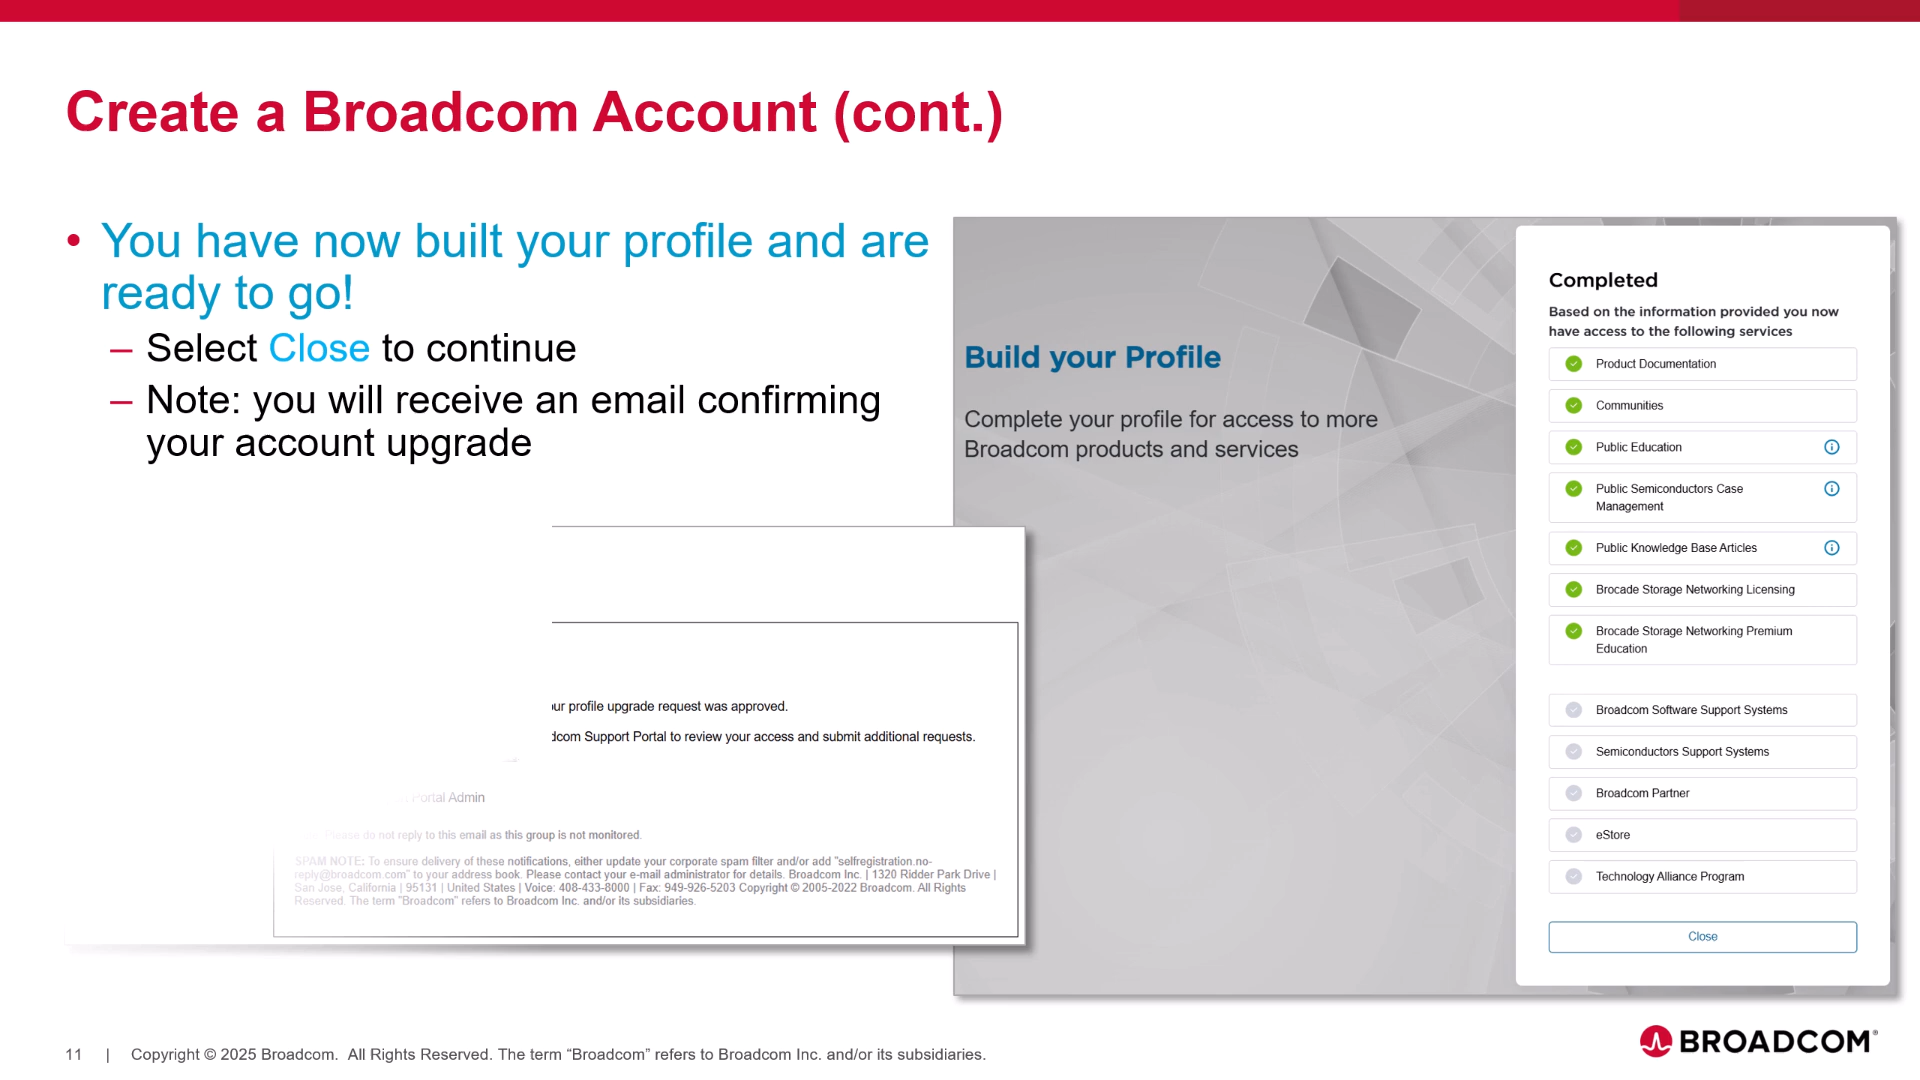 Create a Broadcom Account (cont.)
• You have now built your profile and are
ready to go!
– Select Close to continue
– Note: you will receive an email confirming
your account upgrade
profile upgrade request was approved.
Support Portal to review your access and submit additional requests.
Portal Admin
Please do not reply to this email as this group is not monitored.
SPAM NOTE: To ensure delivery of these notifications, either update your corporate spam filter and/or add "selfregistration.no-
reply@broadcom.com" to your address book. Please contact your e-mail administrator for details. Broadcom Inc. | 1320 Ridder Park Drive |
San Jose, California | 95131 | United States | Voice: 408-433-8000 | Fax: 949-926-5203 Copyright © 2005-2022 Broadcom. All Rights
Reserved. The term "Broadcom" refers to Broadcom Inc. and/or its subsidiaries.
Build your Profile
Complete your profile for access to more
Broadcom products and services
Completed
Based on the information provided you now
have access to the following services
Product Documentation
Communities
Public Education
Public Semiconductors Case
Management
Public Knowledge Base Articles
Brocade Storage Networking Licensing
Brocade Storage Networking Premium
Education
Broadcom Software Support Systems
Semiconductors Support Systems
Broadcom Partner
eStore
Technology Alliance Program
Close
11 | Copyright © 2025 Broadcom. All Rights Reserved. The term “Broadcom” refers to Broadcom Inc. and/or its subsidiaries.
BROADCOM®